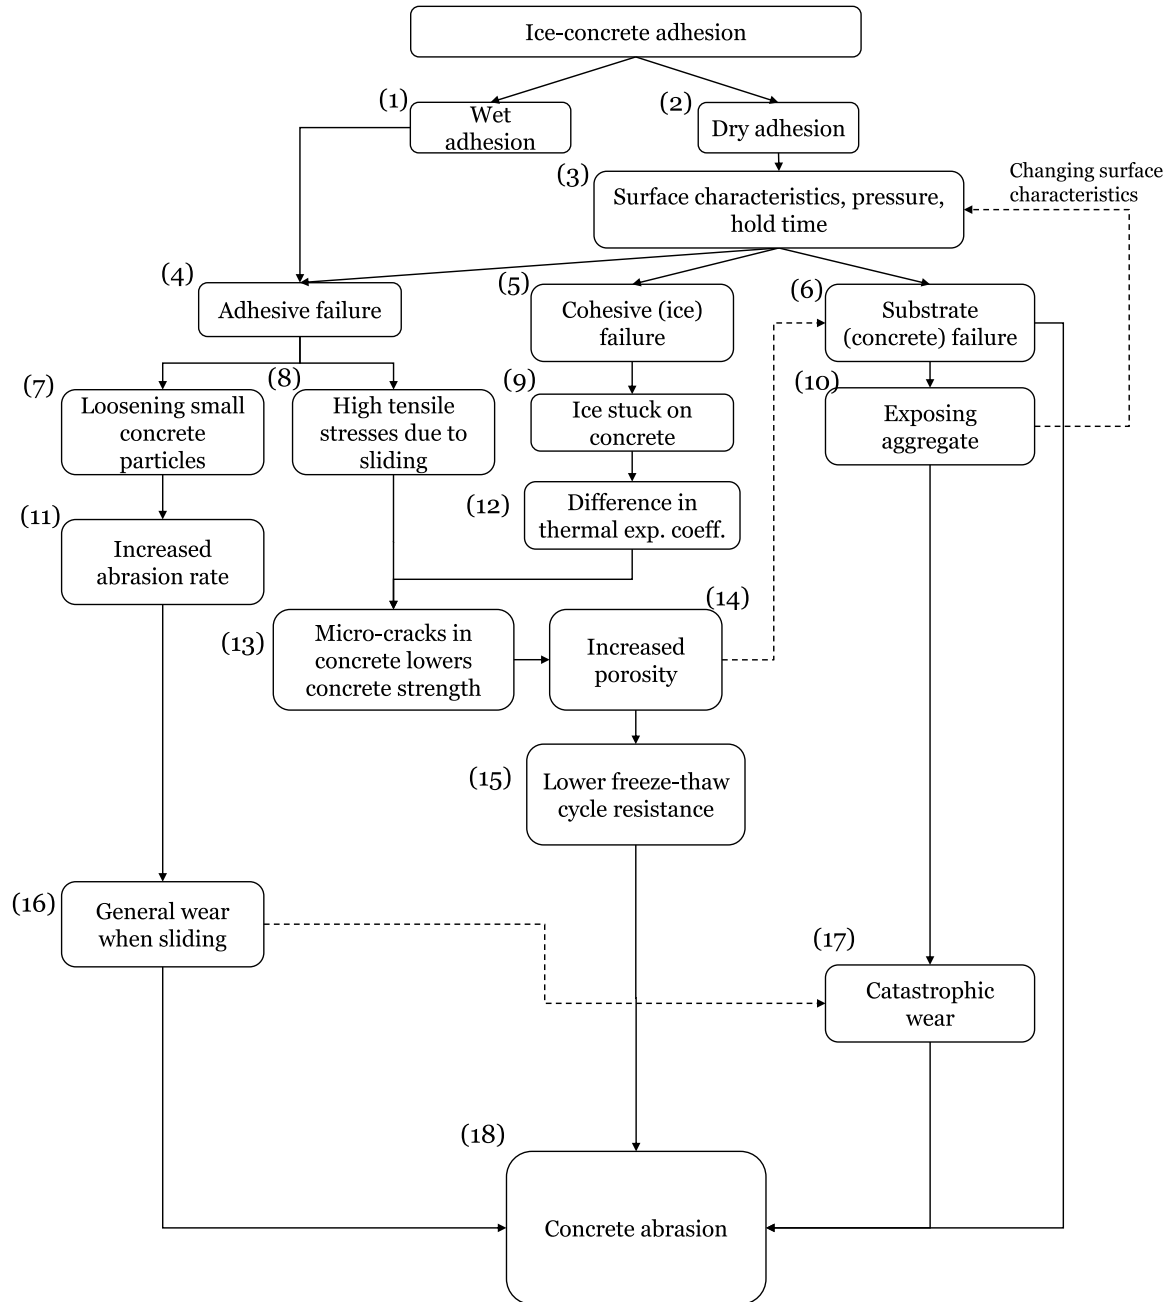 Ice-concrete adhesion
(1)
Wet
adhesion
(2)
Dry adhesion
(3)
Surface characteristics, pressure,
hold time
Changing surface
characteristics
(4)
Adhesive failure
(5)
Cohesive (ice)
failure
(6)
Substrate
(concrete) failure
(7)
Loosening small
concrete
particles
(8)
High tensile
stresses due to
sliding
(9)
Ice stuck on
concrete
(10)
Exposing
aggregate
(11)
Increased
abrasion rate
(12)
Difference in
thermal exp. coeff.
(13)
Micro-cracks in
concrete lowers
concrete strength
(14)
Increased
porosity
(15)
Lower freeze-thaw
cycle resistance
(16)
General wear
when sliding
(17)
Catastrophic
wear
(18)
Concrete abrasion